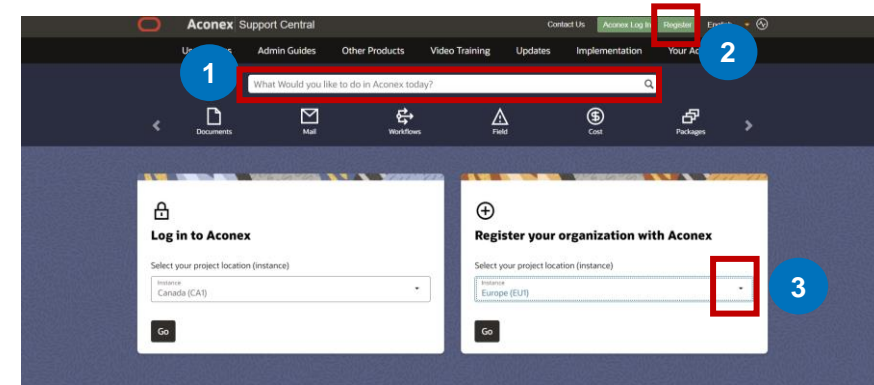 Aconex Support Central Contact Us Aconex Log In Register
Admin Guides Other Products Video Training Updates Implementation
1 2
What Would you like to do in Aconex today?
Documents Mail Workflows Field Cost Packages
Log in to Aconex
Select your project location (instance)
Instance
Canada (CA1)
Go
Register your organization with Aconex
Select your project location (instance)
Instance
Europe (EU1)
3
Go